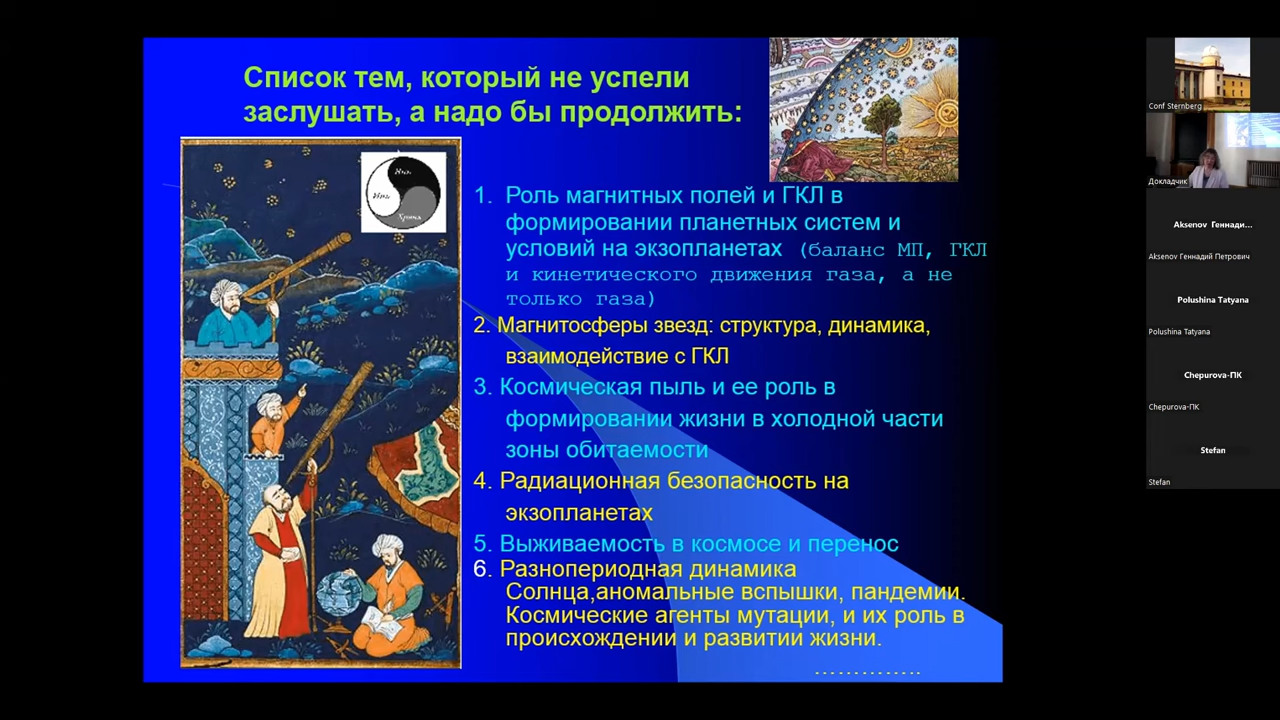 Список тем, который не успели
заслушать, а надо бы продолжить:
1. Роль магнитных полей и ГКЛ в
формировании планетных систем и
условий на экзопланетах (баланс МП, ГКЛ
и кинетического движения газа, а не
только газа)
2. Магнитосферы звезд: структура, динамика,
взаимодействие с ГКЛ
3. Космическая пыль и ее роль в
формировании жизни в холодной части
зоны обитаемости
4. Радиационная безопасность на
экзопланетах
5. Выживаемость в космосе и перенос
6. Разнопериодная динамика
Солнца,аномальные вспышки, пандемии.
Космические агенты мутации, и их роль в
происхождении и развитии жизни.
..............
Conf Sternberg
Докладчик
Aksenov Геннади...
Aksenov Геннадий Петрович
Polushina Tatyana
Polushina Tatyana
Chepurova-ПК
Chepurova-ПК
Stefan
Stefan